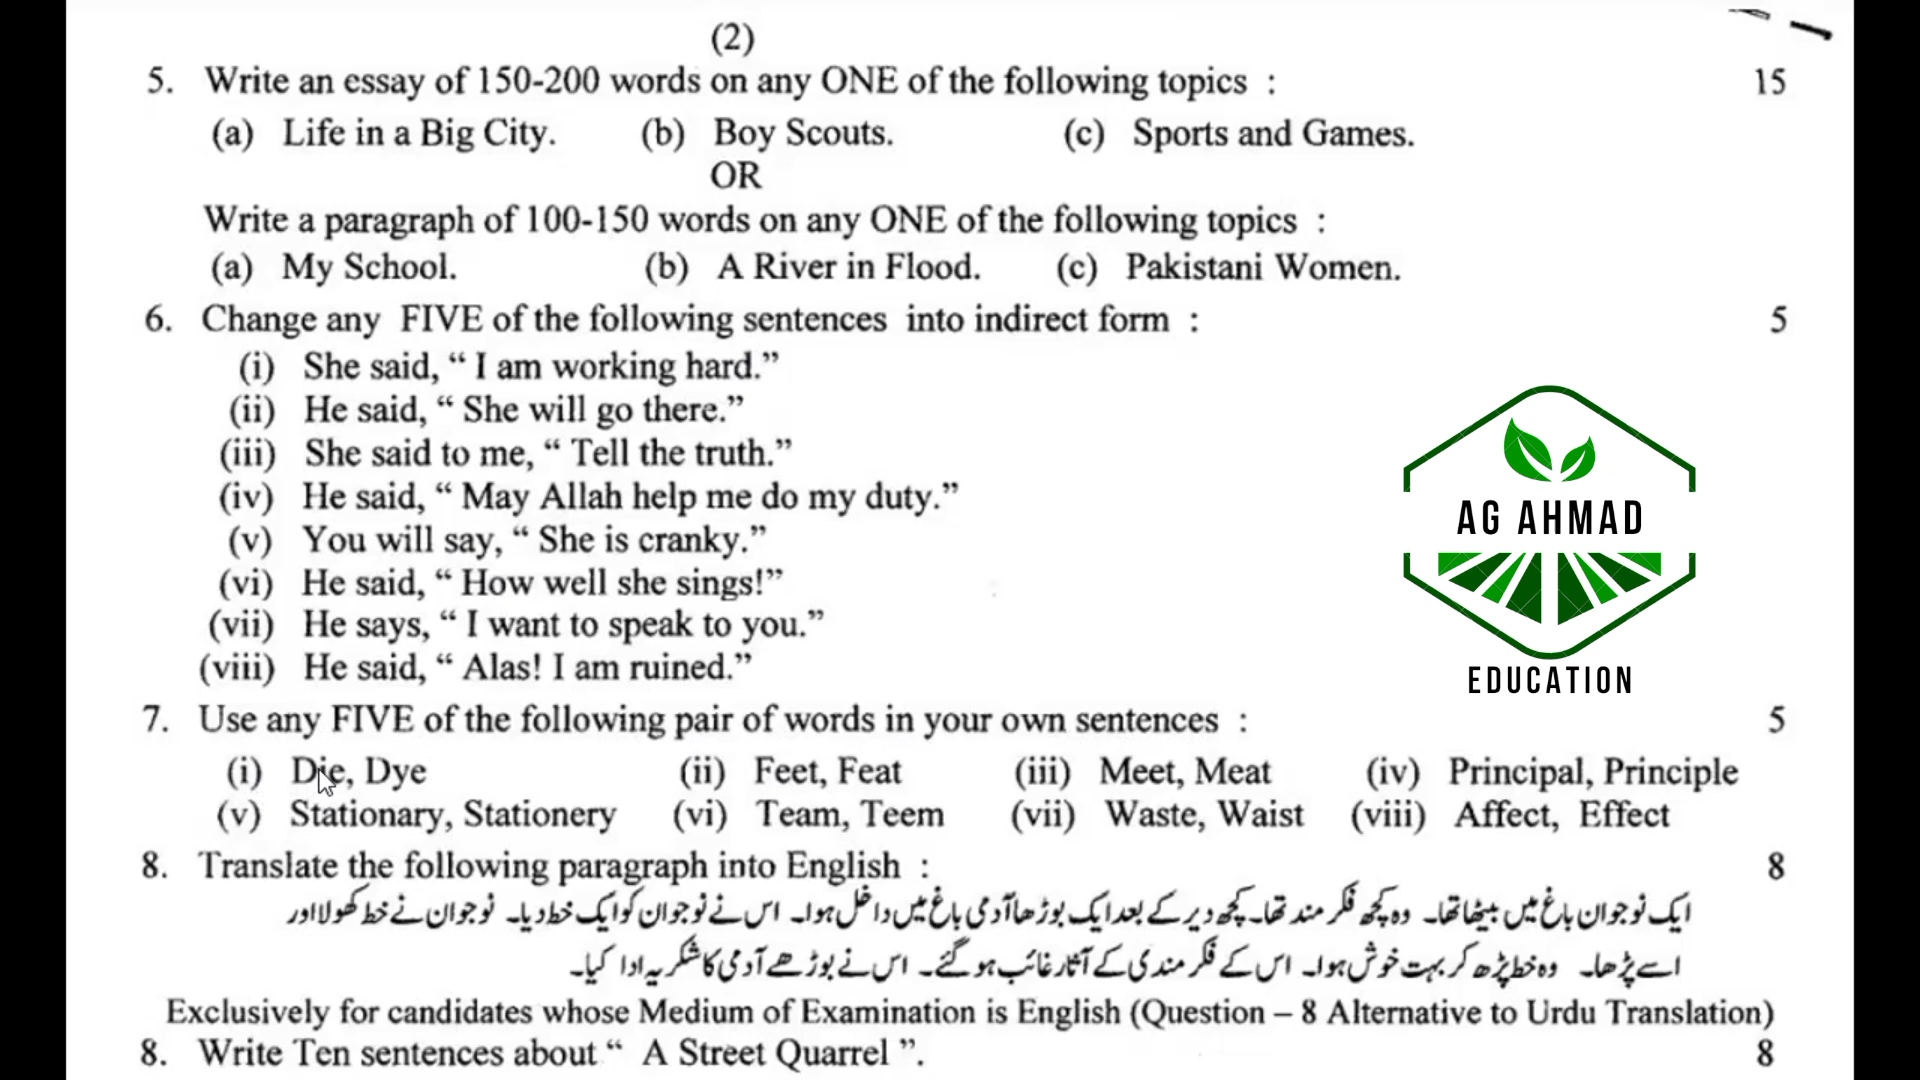 (2)
5. Write an essay of 150-200 words on any ONE of the following topics : 15
(a) Life in a Big City. (b) Boy Scouts. (c) Sports and Games.
OR
Write a paragraph of 100-150 words on any ONE of the following topics :
(a) My School. (b) A River in Flood. (c) Pakistani Women.
6. Change any FIVE of the following sentences into indirect form : 5
(i) She said, “ I am working hard.”
(ii) He said, “ She will go there.”
(iii) She said to me, “ Tell the truth.”
(iv) He said, “ May Allah help me do my duty.”
(v) You will say, “ She is cranky.”
(vi) He said, “ How well she sings!”
(vii) He says, “ I want to speak to you.”
(viii) He said, “ Alas! I am ruined.”
AG AHMAD
EDUCATION
7. Use any FIVE of the following pair of words in your own sentences : 5
(i) Die, Dye (ii) Feet, Feat (iii) Meet, Meat (iv) Principal, Principle
(v) Stationary, Stationery (vi) Team, Teem (vii) Waste, Waist (viii) Affect, Effect
8. Translate the following paragraph into English : 8
ایک نوجوان باغ میں بیٹھا تھا۔ وہ کچھ فکر مند تھا۔ کچھ دیر کے بعد ایک بوڑھا آدمی باغ میں داخل ہوا۔ اس نے نوجوان کو ایک خط دیا۔ نوجوان نے خط کھولا اور
اسے پڑھا۔ وہ خط پڑھ کر بہت خوش ہوا۔ اس کے فکر مندی کے آثار غائب ہو گئے۔ اس نے بوڑھے آدمی کا شکریہ ادا کیا۔
Exclusively for candidates whose Medium of Examination is English (Question – 8 Alternative to Urdu Translation)
8. Write Ten sentences about “ A Street Quarrel ”. 8